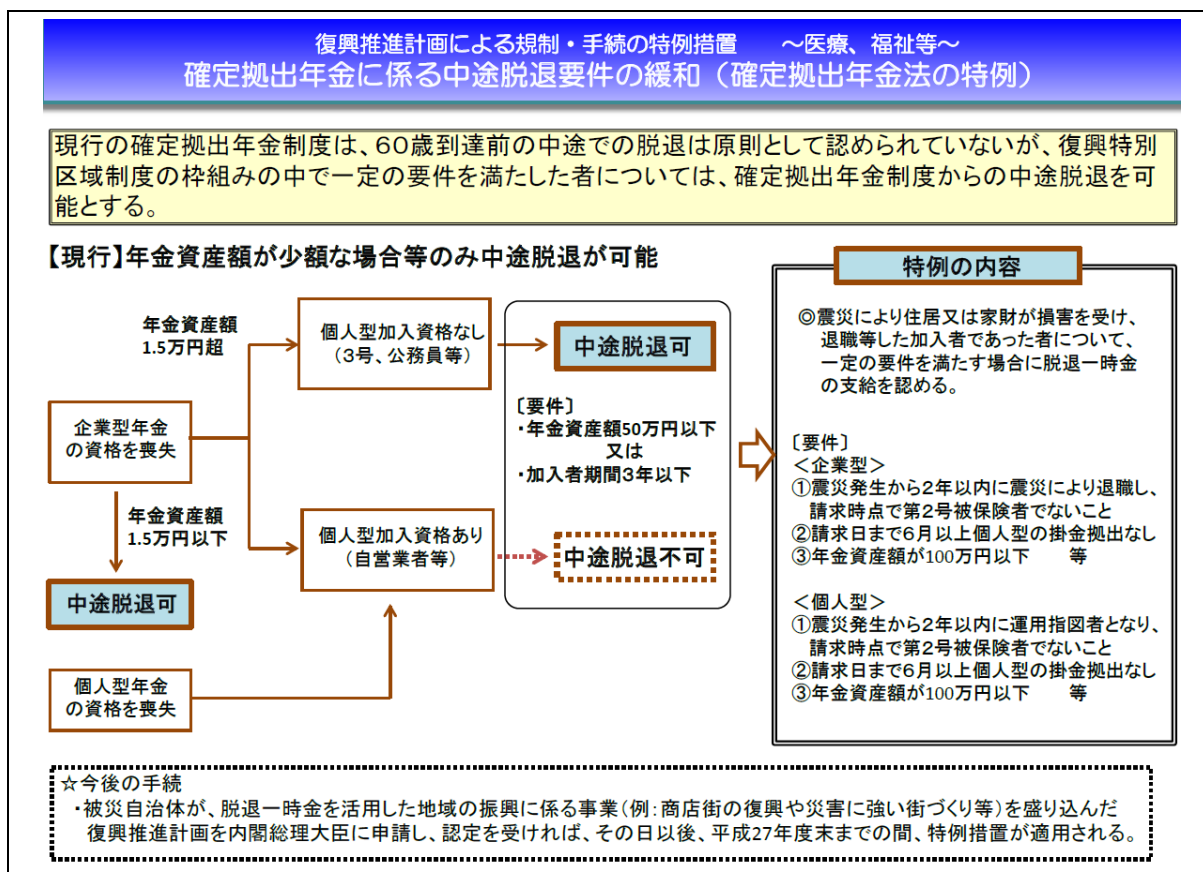 復興推進計画による規制・手続の特例措置　～医療、福祉等～
確定拠出年金に係る中途脱退要件の緩和（確定拠出年金法の特例）
現行の確定拠出年金制度は、60歳到達前の中途での脱退は原則として認められていないが、復興特別
区域制度の枠組みの中で一定の要件を満たした者については、確定拠出年金制度からの中途脱退を可
能とする。
【現行】年金資産額が少額な場合等のみ中途脱退が可能
年金資産額
1.5万円超
個人型加入資格なし
（3号、公務員等）
中途脱退可
〔要件〕
・年金資産額50万円以下
又は
・加入者期間3年以下
企業型年金
の資格を喪失
年金資産額
1.5万円以下
個人型加入資格あり
（自営業者等）
中途脱退不可
中途脱退可
個人型年金
の資格を喪失
特例の内容
◎震災により住居又は家財が損害を受け、
退職等した加入者であった者について、
一定の要件を満たす場合に脱退一時金
の支給を認める。
〔要件〕
＜企業型＞
①震災発生から2年以内に震災により退職し、
請求時点で第2号被保険者でないこと
②請求日まで6月以上個人型の掛金拠出なし
③年金資産額が100万円以下　等
＜個人型＞
①震災発生から2年以内に運用指図者となり、
請求時点で第2号被保険者でないこと
②請求日まで6月以上個人型の掛金拠出なし
③年金資産額が100万円以下　等
☆今後の手続
・被災自治体が、脱退一時金を活用した地域の振興に係る事業（例：商店街の復興や災害に強い街づくり等）を盛り込んだ
復興推進計画を内閣総理大臣に申請し、認定を受ければ、その日以後、平成27年度末までの間、特例措置が適用される。